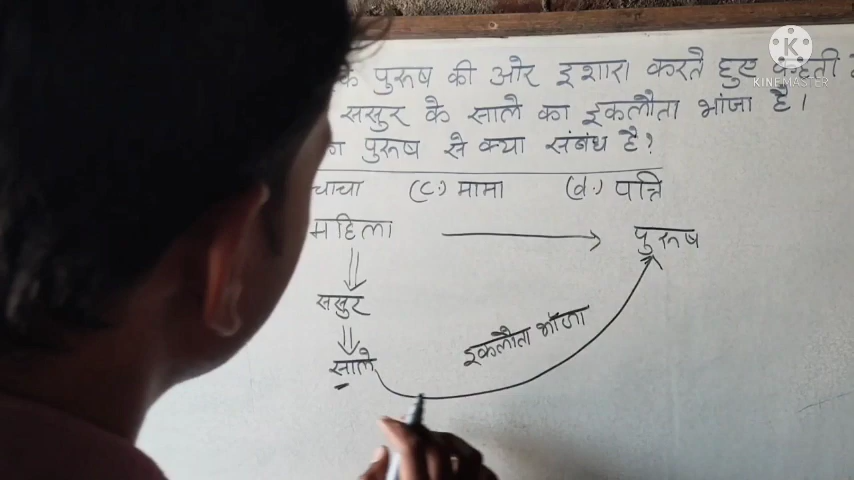 पुरूष की ओर इशारा करते हुए कहती
ससुर के साले का इकलौता भांजा है।
पुरूष से क्या संबंध है?
चाचा (c.) मामा (d.) पत्नि
महिला पुरूष
ससुर
इकलौता भांजा
साले
K
KINEMASTER